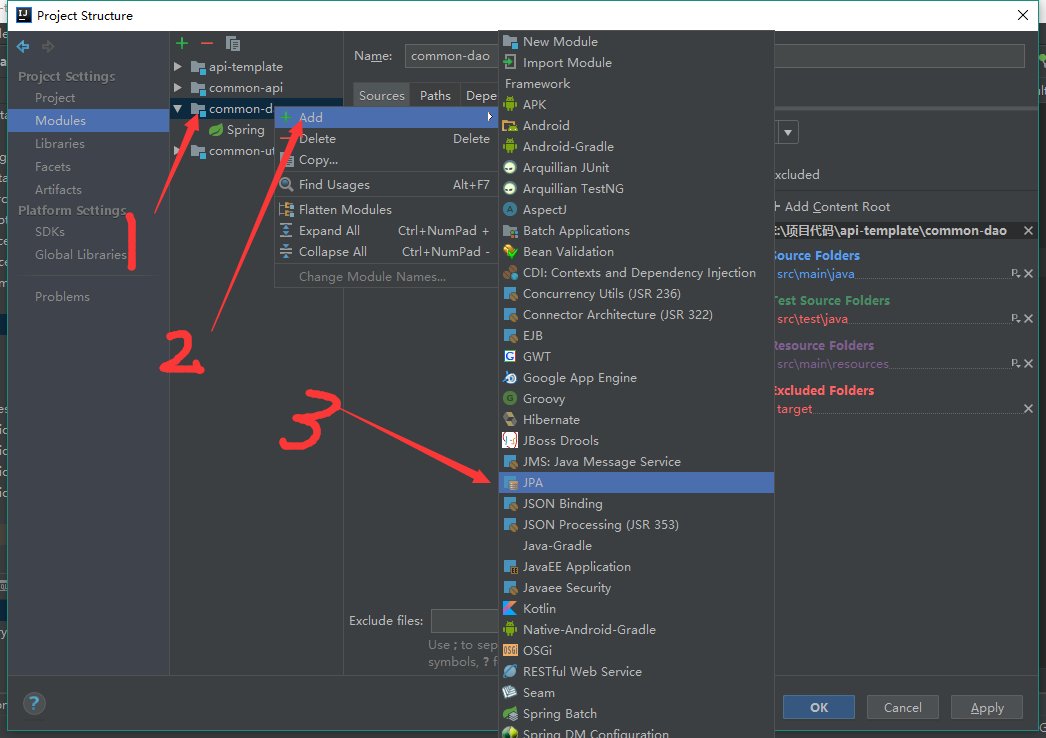 Project Structure
Project Settings
Project
Modules
Libraries
Facets
Artifacts
Platform Settings
SDKs
Global Libraries
Problems
api-template
common-api
common-d
Spring
common-ut
Name:
common-dao
Sources
Paths
Depe
Add
Delete
Delete
Copy...
Find Usages
Alt+F7
Flatten Modules
Expand All
Ctrl+NumPad +
Collapse All
Ctrl+NumPad -
Change Module Names...
1
2
3
New Module
Import Module
Framework
APK
Android
Android-Gradle
Arquillian JUnit
Arquillian TestNG
AspectJ
Batch Applications
Bean Validation
CDI: Contexts and Dependency Injection
Concurrency Utils (JSR 236)
Connector Architecture (JSR 322)
EJB
GWT
Google App Engine
Groovy
Hibernate
JBoss Drools
JMS: Java Message Service
JPA
JSON Binding
JSON Processing (JSR 353)
Java-Gradle
JavaEE Application
Javaee Security
Kotlin
Native-Android-Gradle
OSGi
RESTful Web Service
Seam
Spring Batch
Spring DM Configuration
xcluded
+ Add Content Root
E:\项目代码\api-template\common-dao
Source Folders
src\main\java
Test Source Folders
src\test\java
Resource Folders
src\main\resources
Excluded Folders
target
Exclude files:
Use ; to sep
symbols, ? f
OK
Cancel
Apply